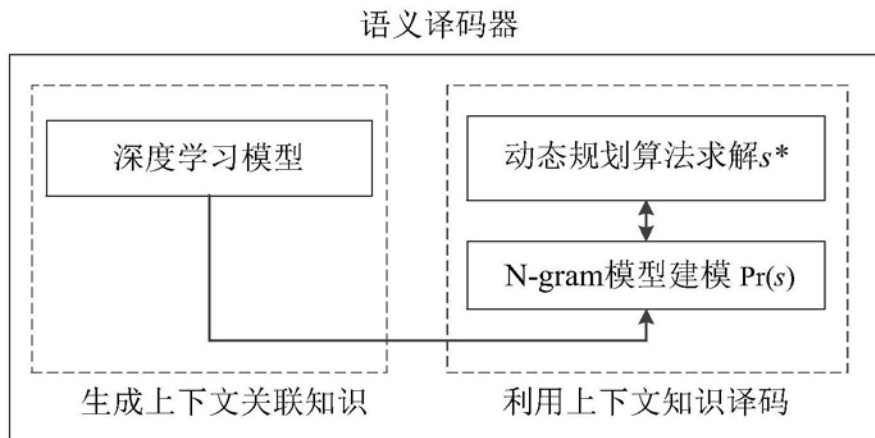 语义译码器
深度学习模型
动态规划算法求解s*
N-gram模型建模 Pr(s)
生成上下文关联知识
利用上下文知识译码